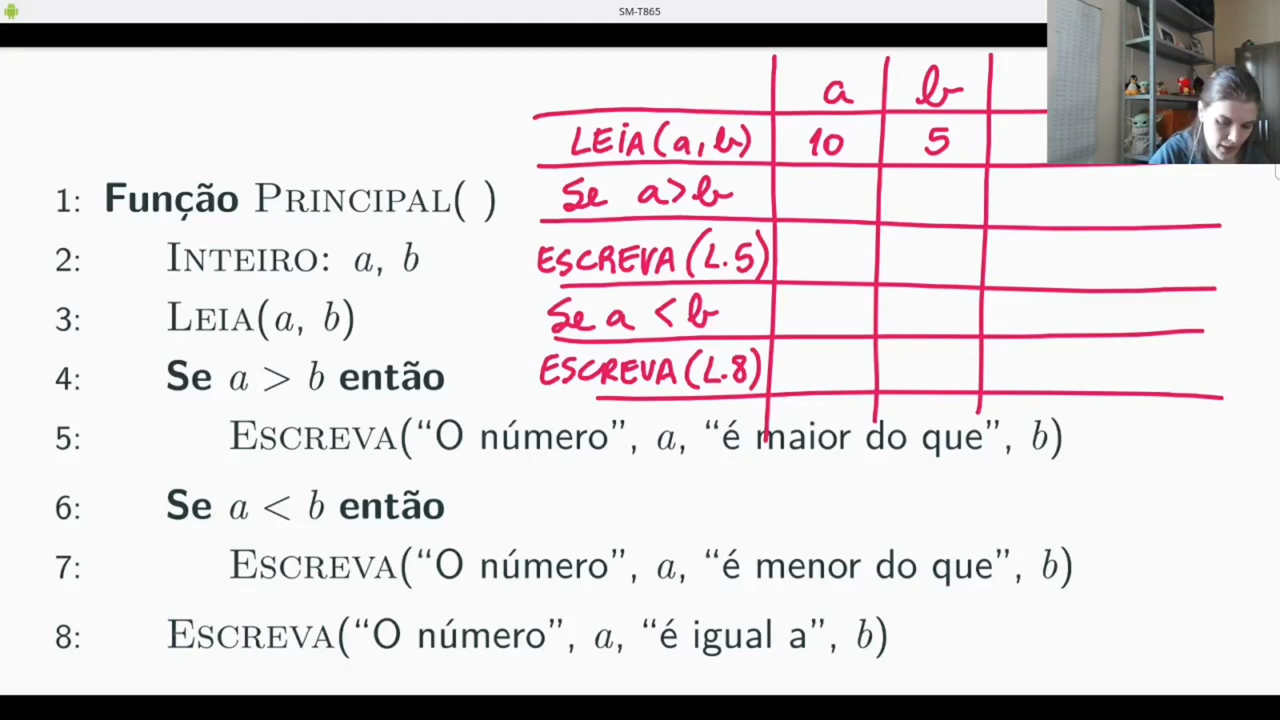 SM-T865
a b
LEIA(a, b) 10 5
Se a > b
ESCREVA (L.5)
Se a < b
ESCREVA (L.8)
1: Função PRINCIPAL( )
2: INTEIRO: a, b
3: LEIA(a, b)
4: Se a > b então
5: ESCREVA(“O número”, a, “é maior do que”, b)
6: Se a < b então
7: ESCREVA(“O número”, a, “é menor do que”, b)
8: ESCREVA(“O número”, a, “é igual a”, b)